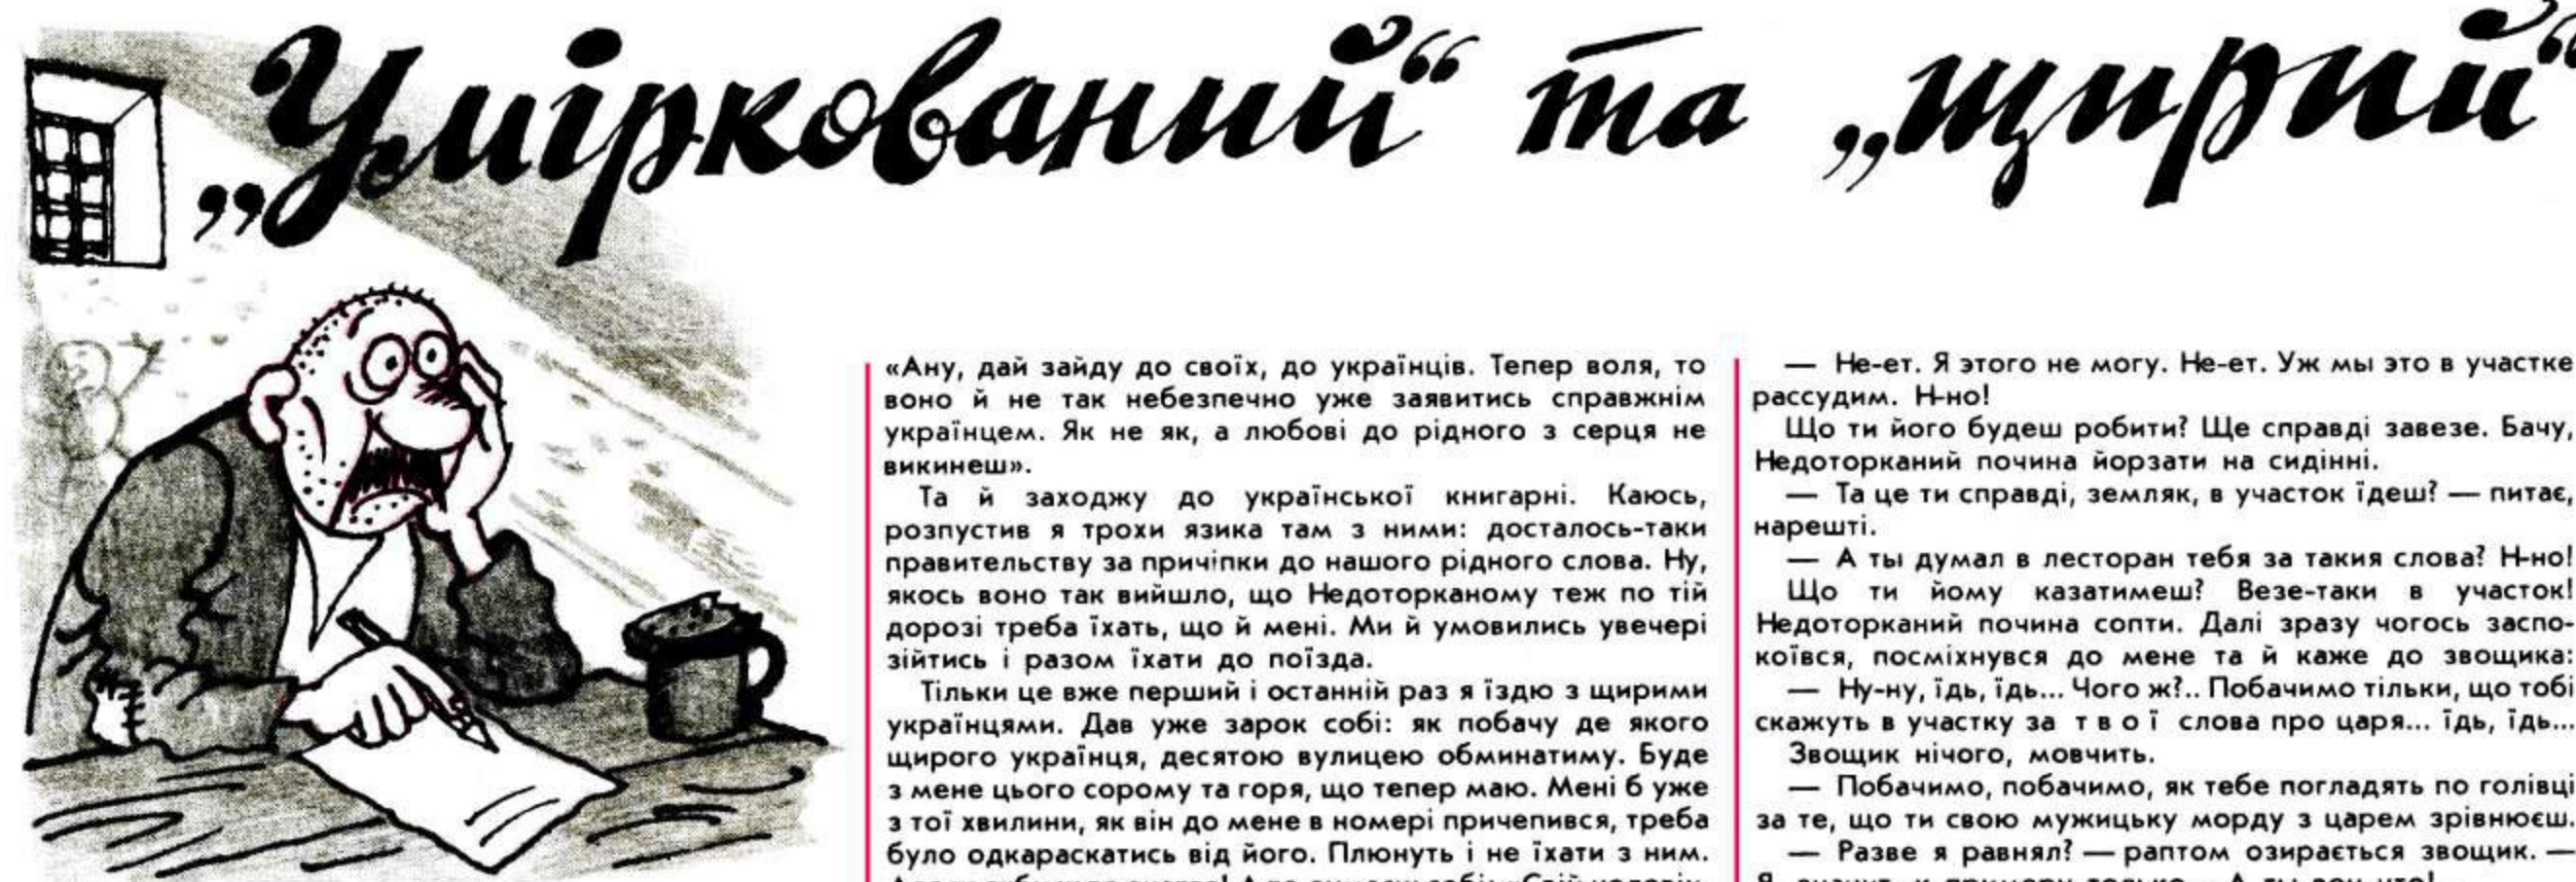 „Уміркований“ та „щирий“
«Ану, дай зайду до своїх, до українців. Тепер воля, то
воно й не так небезпечно уже заявитись справжнім
українцем. Як не як, а любові до рідного з серця не
викинеш».
Та й заходжу до української книгарні. Каюсь,
розпустив я трохи язика там з ними: досталось-таки
правительству за причіпки до нашого рідного слова. Ну,
якось воно так вийшло, що Недоторканому теж по тій
дорозі треба їхать, що й мені. Ми й умовились увечері
зійтись і разом їхати до поїзда.
Тільки це вже перший і останній раз я їздю з щирими
українцями. Дав уже зарок собі: як побачу де якого
щирого українця, десятою вулицею обминатиму. Буде
з мене цього сорому та горя, що тепер маю. Мені б уже
з тої хвилини, як він до мене в номері причепився, треба
було одкараскатись від його. Плюнуть і не їхати з ним.
— Не-ет. Я этого не могу. Не-ет. Уж мы это в участке
рассудим. Н-но!
Що ти його будеш робити? Ще справді завезе. Бачу,
Недоторканий почина йорзати на сидінні.
— Та це ти справді, земляк, в участок їдеш? — питає,
нарешті.
— А ты думал в лесторан тебя за такия слова? Н-но!
Що ти йому казатимеш? Везе-таки в участок!
Недоторканий почина сопти. Далі зразу чогось заспо-
коївся, посміхнувся до мене та й каже до звощика:
— Ну-ну, їдь, їдь... Чого ж?.. Побачимо тільки, що тобі
скажуть в участку за т в о ї слова про царя... їдь, їдь...
Звощик нічого, мовчить.
— Побачимо, побачимо, як тебе погладять по голівці
за те, що ти свою мужицьку морду з царем зрівнюєш.
— Разве я равнял? — раптом озирається звощик. —